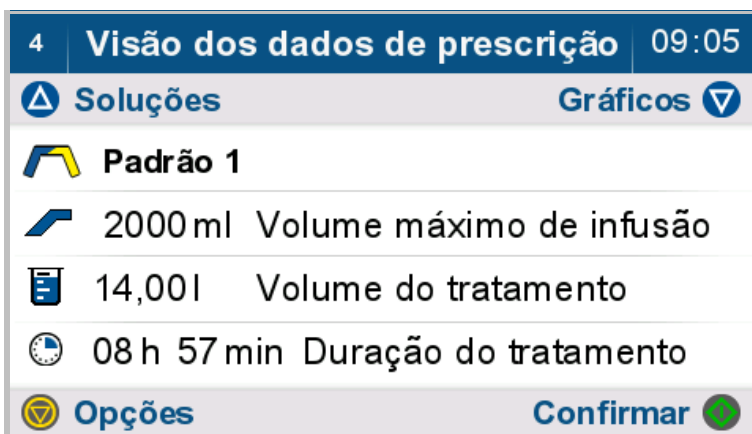 4 Visão dos dados de prescrição 09:05
Soluções Gráficos
Padrão 1
2000 ml Volume máximo de infusão
14,00 l Volume do tratamento
08 h 57 min Duração do tratamento
Opções Confirmar